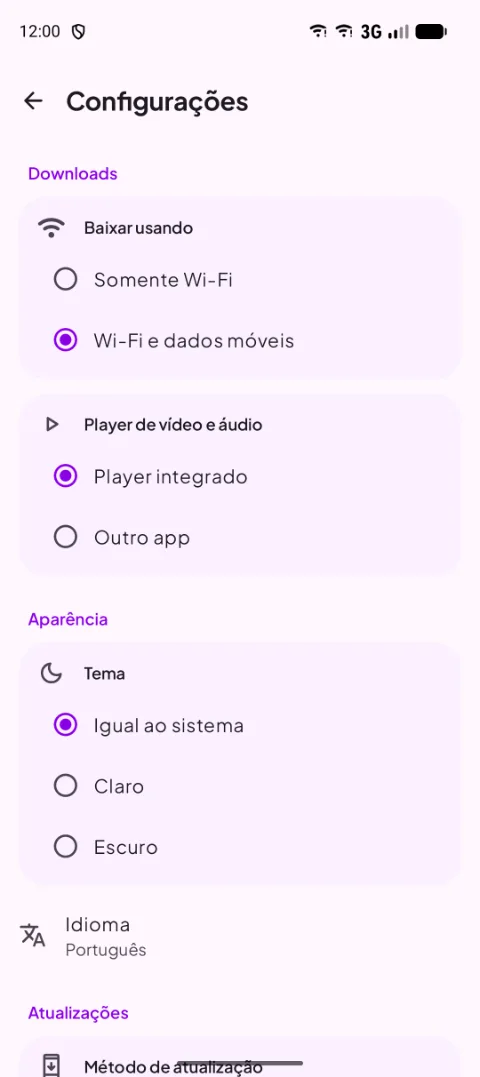 12:00
3G
Configurações
Downloads
Baixar usando
Somente Wi-Fi
Wi-Fi e dados móveis
Player de vídeo e áudio
Player integrado
Outro app
Aparência
Tema
Igual ao sistema
Claro
Escuro
Idioma
Português
Atualizações
Método de atualização